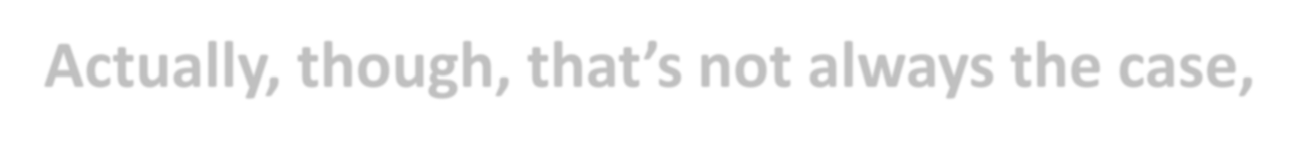 Actually, though, that’s not always the case,